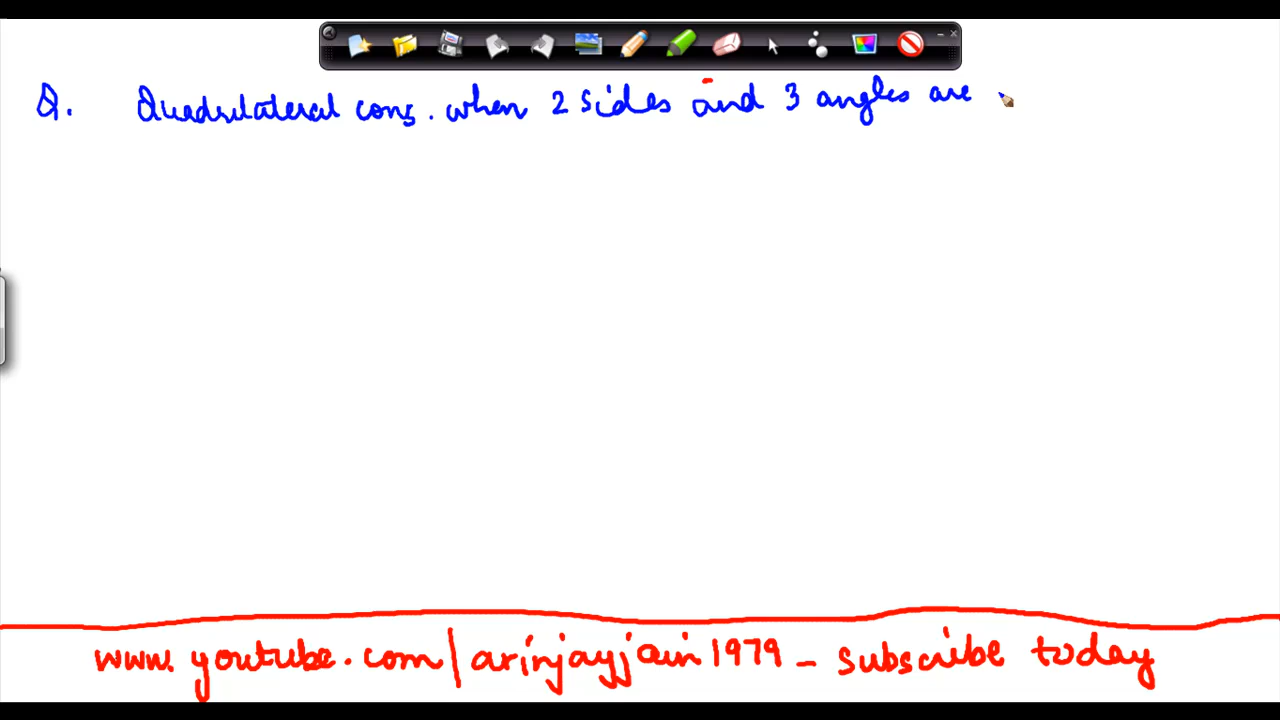 Q. Quadrilateral cons. when 2 sides and 3 angles are
www.youtube.com/arinjayjain1979 - subscribe today